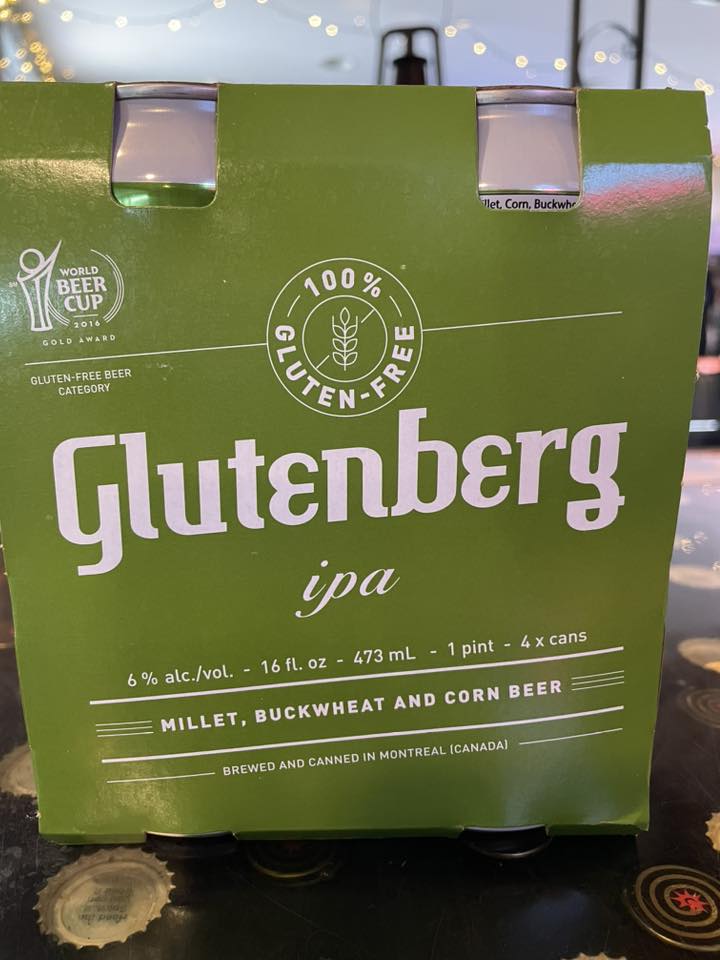 llet, Corn, Buckwhe
WORLD
BEER
CUP
2016
GOLD AWARD
GLUTEN-FREE BEER
CATEGORY
100%
GLUTEN-FREE
Glutenberg
ipa
6% alc./vol. - 16 fl. oz - 473 mL - 1 pint - 4 x cans
MILLET, BUCKWHEAT AND CORN BEER
BREWED AND CANNED IN MONTREAL (CANADA)